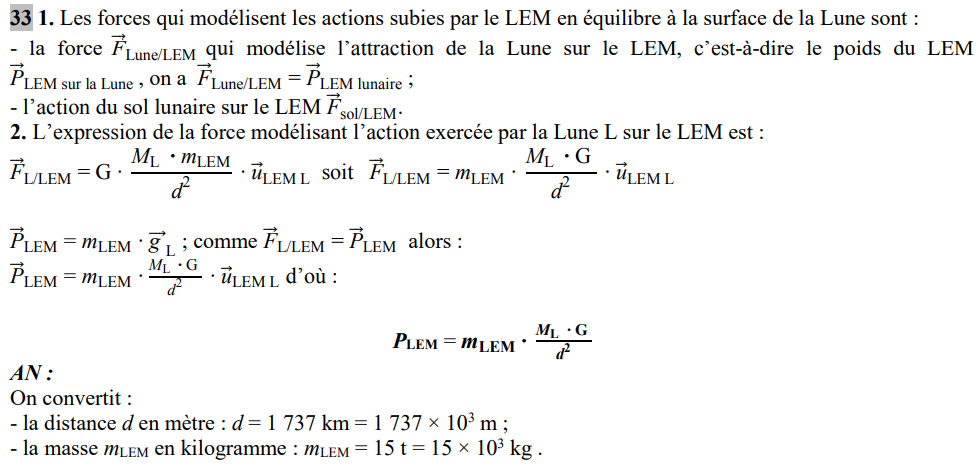 33 1. Les forces qui modélisent les actions subies par le LEM en équilibre à la surface de la Lune sont :
- la force F⃗Lune/LEM qui modélise l’attraction de la Lune sur le LEM, c’est-à-dire le poids du LEM
P⃗LEM sur la Lune , on a F⃗Lune/LEM = P⃗LEM lunaire ;
- l’action du sol lunaire sur le LEM F⃗sol/LEM.
2. L’expression de la force modélisant l’action exercée par la Lune L sur le LEM est :
F⃗L/LEM = G · (ML · mLEM)/d² · u⃗LEM L soit F⃗L/LEM = mLEM · (ML · G)/d² · u⃗LEM L
P⃗LEM = mLEM · g⃗L ; comme F⃗L/LEM = P⃗LEM alors :
P⃗LEM = mLEM · (ML · G)/d² · u⃗LEM L d’où :
PLEM = mLEM · (ML · G)/d²
AN :
On convertit :
- la distance d en mètre : d = 1 737 km = 1 737 × 10³ m ;
- la masse mLEM en kilogramme : mLEM = 15 t = 15 × 10³ kg .